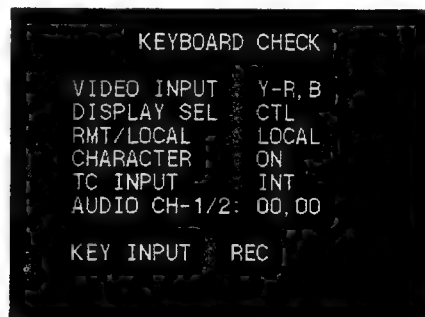 KEYBOARD CHECK
VIDEO INPUT Y-R,B
DISPLAY SEL CTL
RMT/LOCAL LOCAL
CHARACTER ON
TC INPUT INT
AUDIO CH-1/2: 00,00
KEY INPUT REC